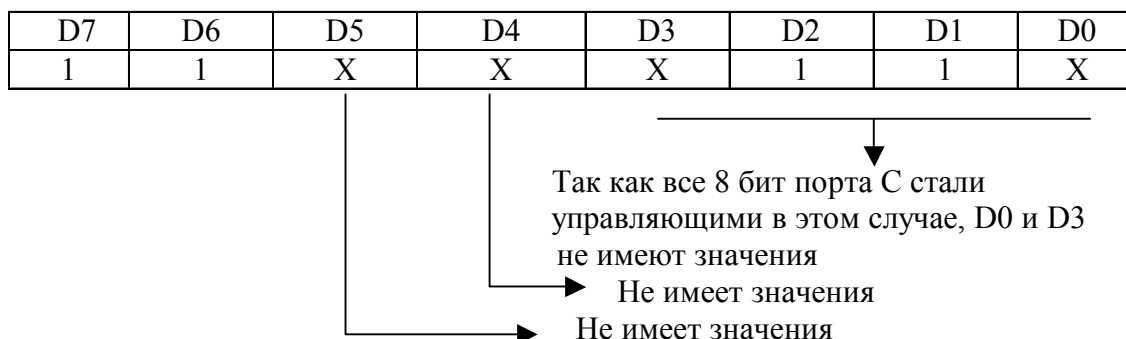 D7 D6 D5 D4 D3 D2 D1 D0
1 1 X X X 1 1 X
Так как все 8 бит порта С стали
управляющими в этом случае, D0 и D3
не имеют значения
Не имеет значения
Не имеет значения